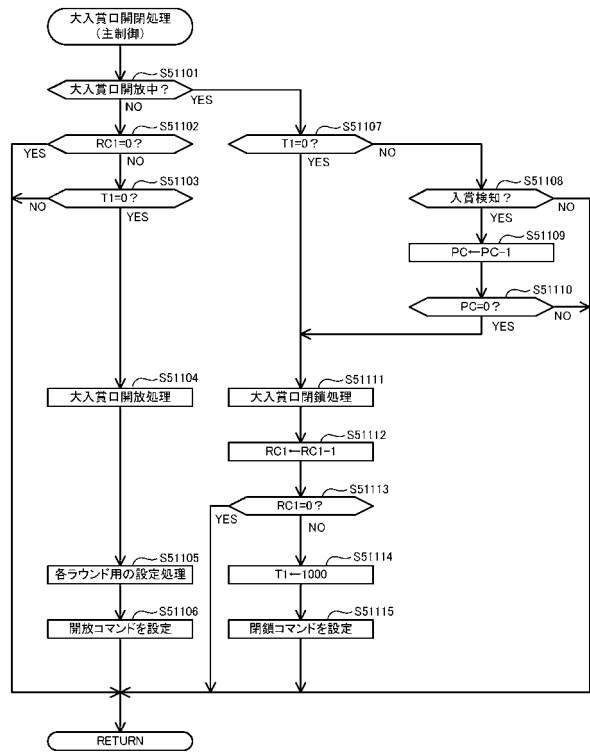 大入賞口開閉処理
(主制御)
S51101
大入賞口開放中？
YES
NO
S51102
RC1=0？
YES
NO
S51107
T1=0？
NO
YES
S51103
T1=0？
NO
YES
S51108
入賞検知？
NO
YES
S51109
PC←PC-1
S51110
PC=0？
NO
YES
S51104
大入賞口開放処理
S51111
大入賞口閉鎖処理
S51112
RC1←RC1-1
S51113
RC1=0？
YES
NO
S51105
各ラウンド用の設定処理
S51114
T1←1000
S51106
開放コマンドを設定
S51115
閉鎖コマンドを設定
RETURN